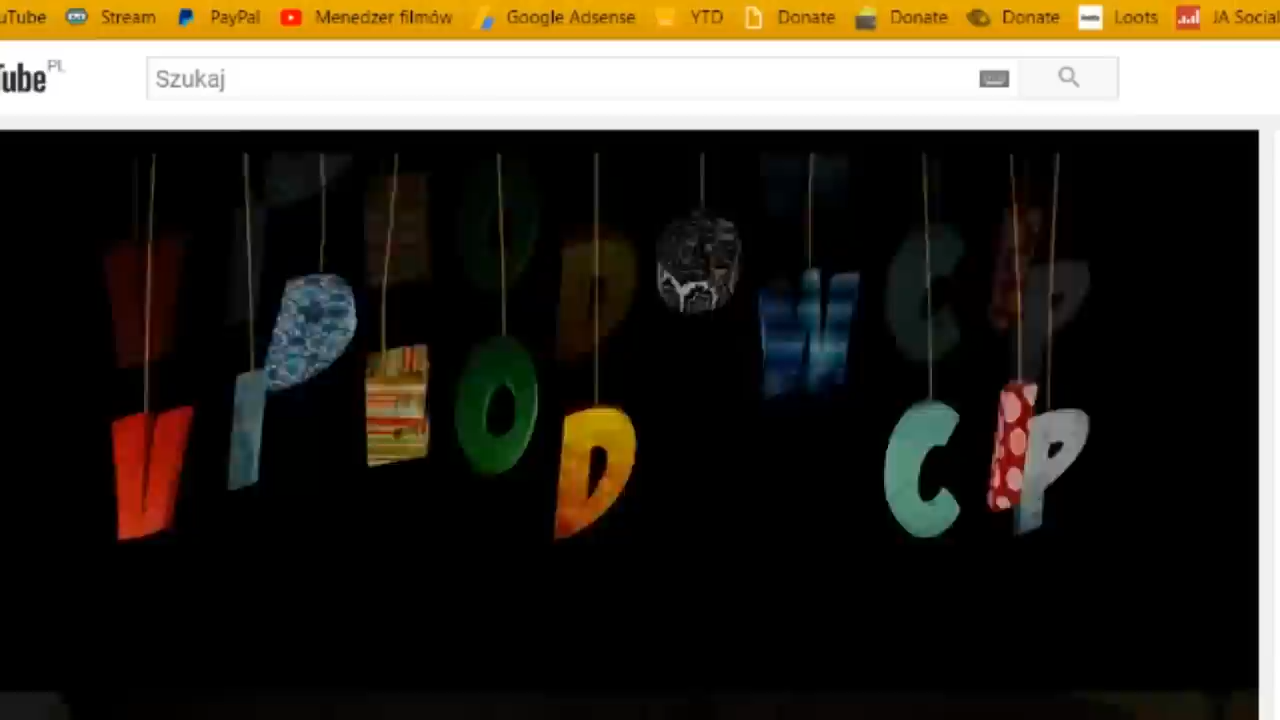 uTube Stream PayPal Menedżer filmów Google Adsense YTD Donate Donate Donate Loots JA Social
Tube PL Szukaj
V I P E O D W C I P